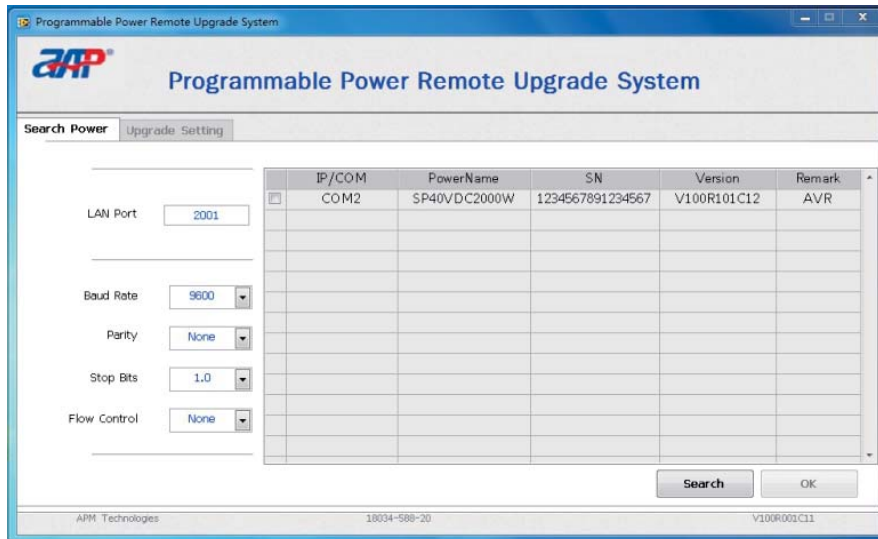 Programmable Power Remote Upgrade System
Programmable Power Remote Upgrade System
Search Power Upgrade Setting
IP/COM PowerName SN Version Remark
COM2 SP40VDC2000W 1234567891234567 V100R101C12 AVR
LAN Port 2001
Baud Rate 9600
Parity None
Stop Bits 1.0
Flow Control None
Search OK
APM Technologies 18034-588-20 V100R001C11